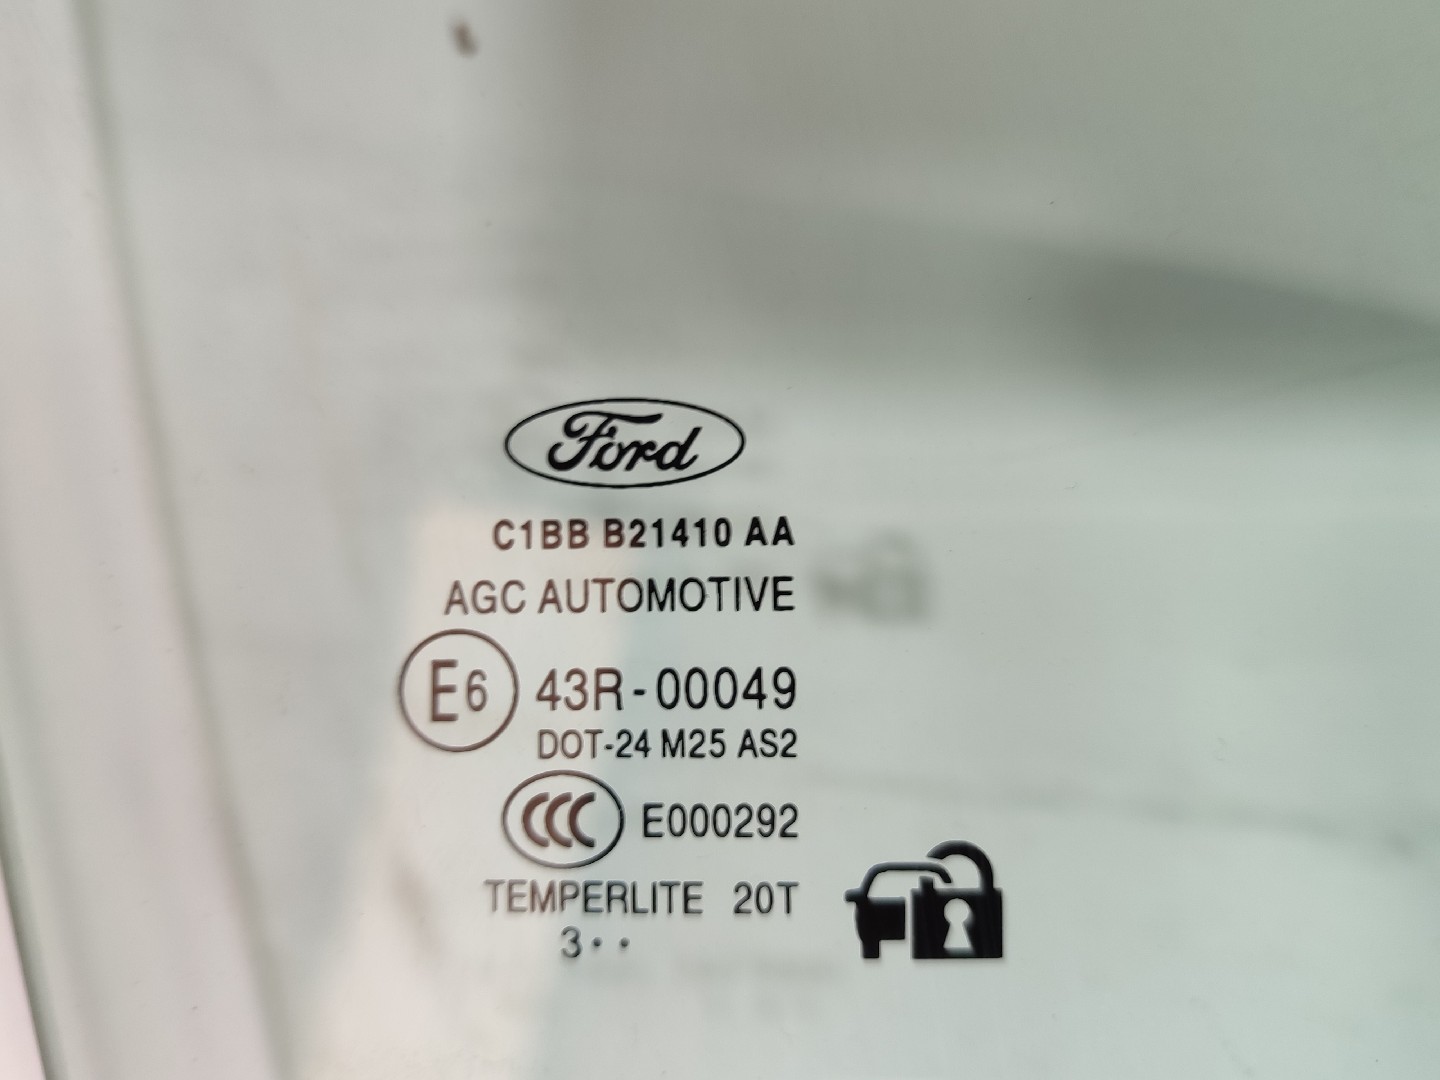 Ford
C1BB B21410 AA
AGC AUTOMOTIVE
E6 43R-00049
DOT-24 M25 AS2
CCC E000292
TEMPERLITE 20T
3··